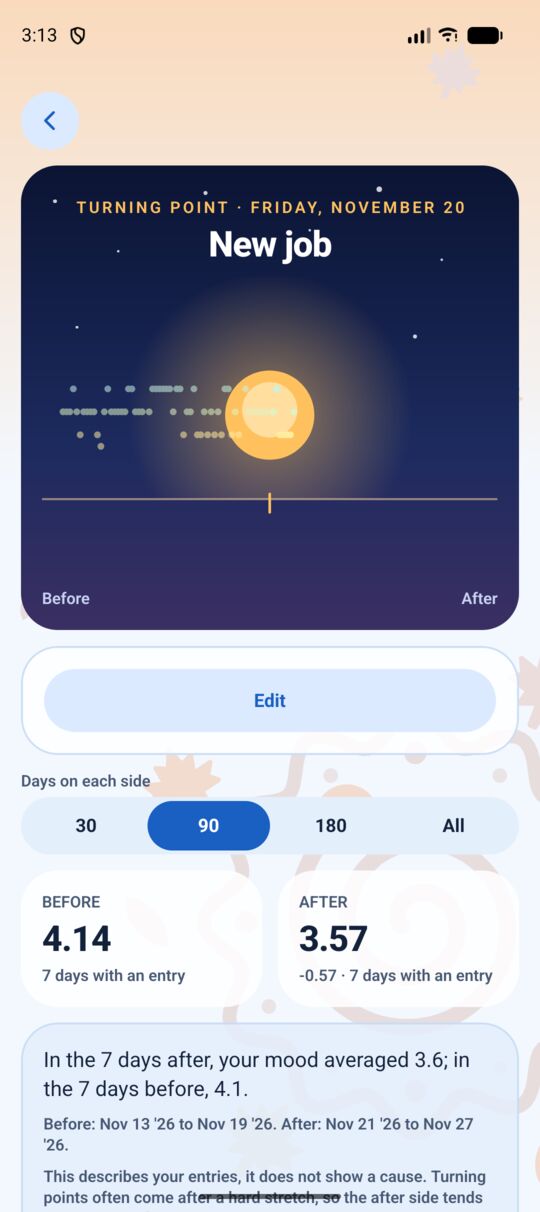 3:13
TURNING POINT · FRIDAY, NOVEMBER 20
New job
Before
After
Edit
Days on each side
30
90
180
All
BEFORE
4.14
7 days with an entry
AFTER
3.57
-0.57 · 7 days with an entry
In the 7 days after, your mood averaged 3.6; in
the 7 days before, 4.1.
Before: Nov 13 '26 to Nov 19 '26. After: Nov 21 '26 to Nov 27
'26.
This describes your entries, it does not show a cause. Turning
points often come after a hard stretch, so the after side tends